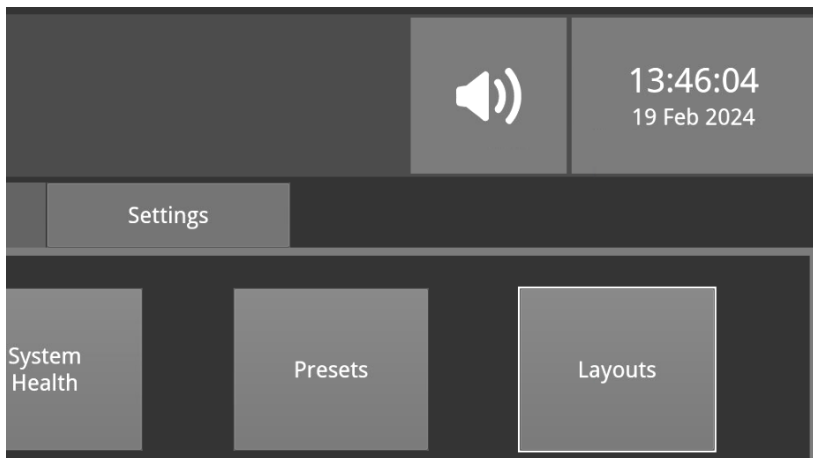 13:46:04
19 Feb 2024
Settings
System
Health
Presets
Layouts